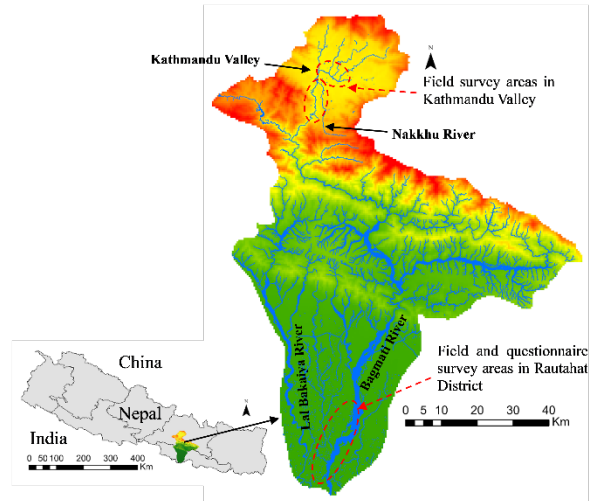 Kathmandu Valley
N
Field survey areas in
Kathmandu Valley
Nakkhu River
Lal Bakaiya River
Bagmati River
Field and questionnaire
survey areas in Rautahat
District
0 5 10 20 30 40
Km
China
Nepal
India
N
0 50 100 200 300 400
Km